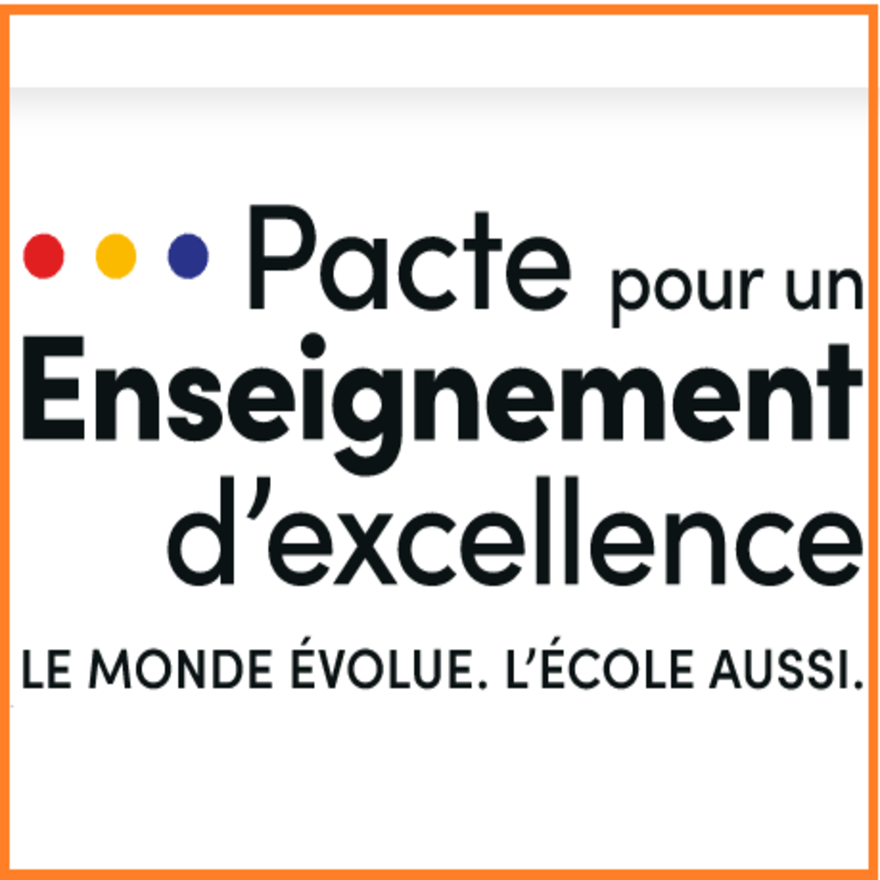 Pacte pour un
Enseignement
d’excellence
LE MONDE ÉVOLUE. L’ÉCOLE AUSSI.